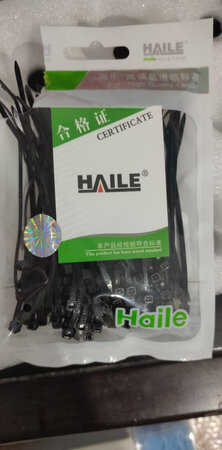 HAILE®
合格证
CERTIFICATE
HAILE®
本产品经检验符合标准
This product has been tested standard
Haile